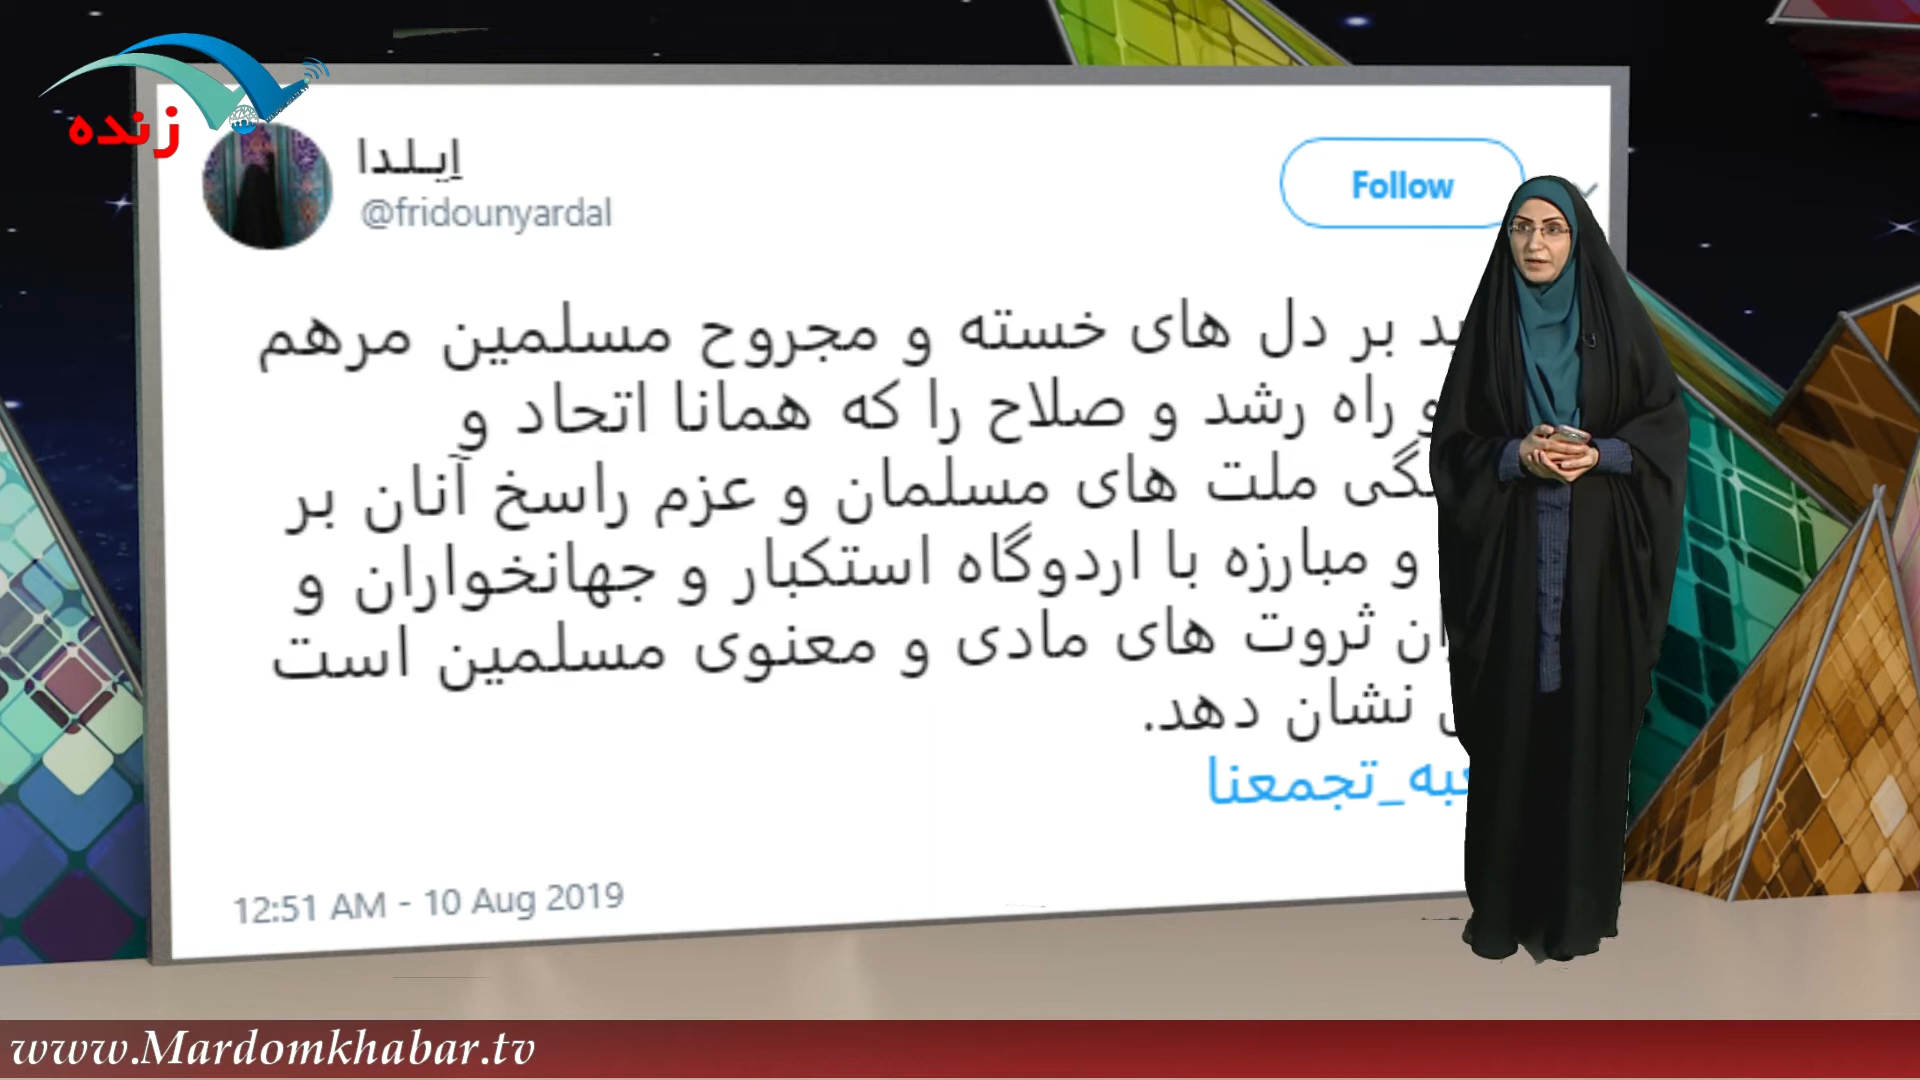 زنده
اِیـلـدا
@fridounyardal
Follow
بر دل های خسته و مجروح مسلمین مرهم
و راه رشد و صلاح را که همانا اتحاد و
ملت های مسلمان و عزم راسخ آنان بر
و مبارزه با اردوگاه استکبار و جهانخواران و
ثروت های مادی و معنوی مسلمین است
نشان دهد.
تجمعنا
12:51 AM - 10 Aug 2019
www.Mardomkhabar.tv